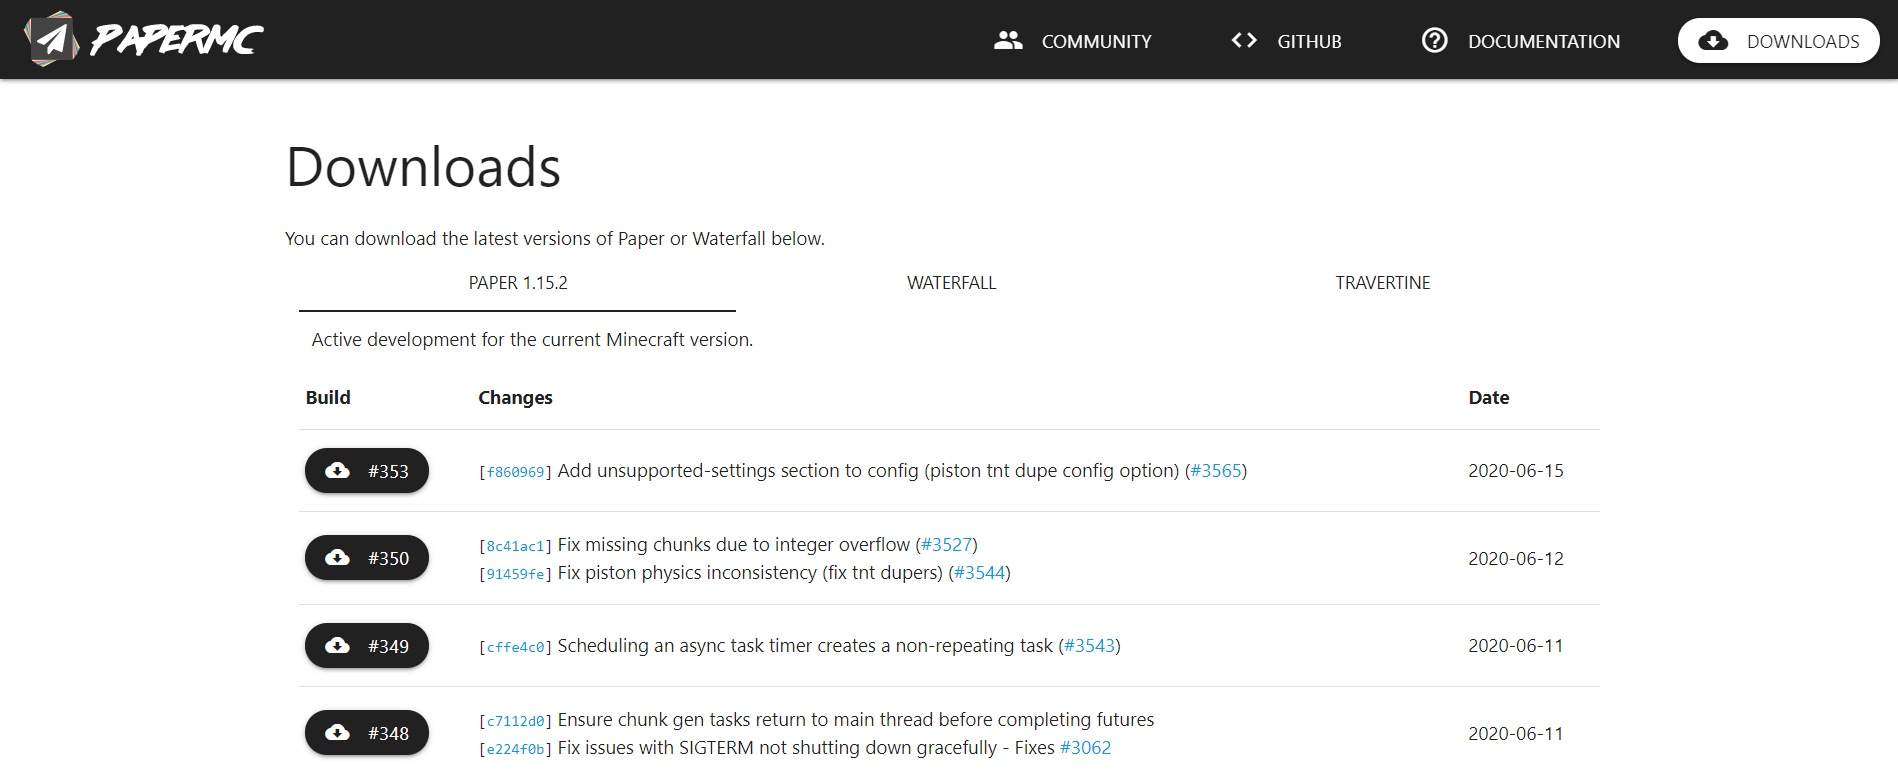 PAPERMC
COMMUNITY
GITHUB
DOCUMENTATION
DOWNLOADS
Downloads
You can download the latest versions of Paper or Waterfall below.
PAPER 1.15.2
WATERFALL
TRAVERTINE
Active development for the current Minecraft version.
Build Changes Date
#353 [f860969] Add unsupported-settings section to config (piston tnt dupe config option) (#3565) 2020-06-15
#350 [8c41ac1] Fix missing chunks due to integer overflow (#3527)
[91459fe] Fix piston physics inconsistency (fix tnt dupers) (#3544) 2020-06-12
#349 [cffe4c0] Scheduling an async task timer creates a non-repeating task (#3543) 2020-06-11
#348 [c7112d0] Ensure chunk gen tasks return to main thread before completing futures
[e224f0b] Fix issues with SIGTERM not shutting down gracefully - Fixes #3062 2020-06-11